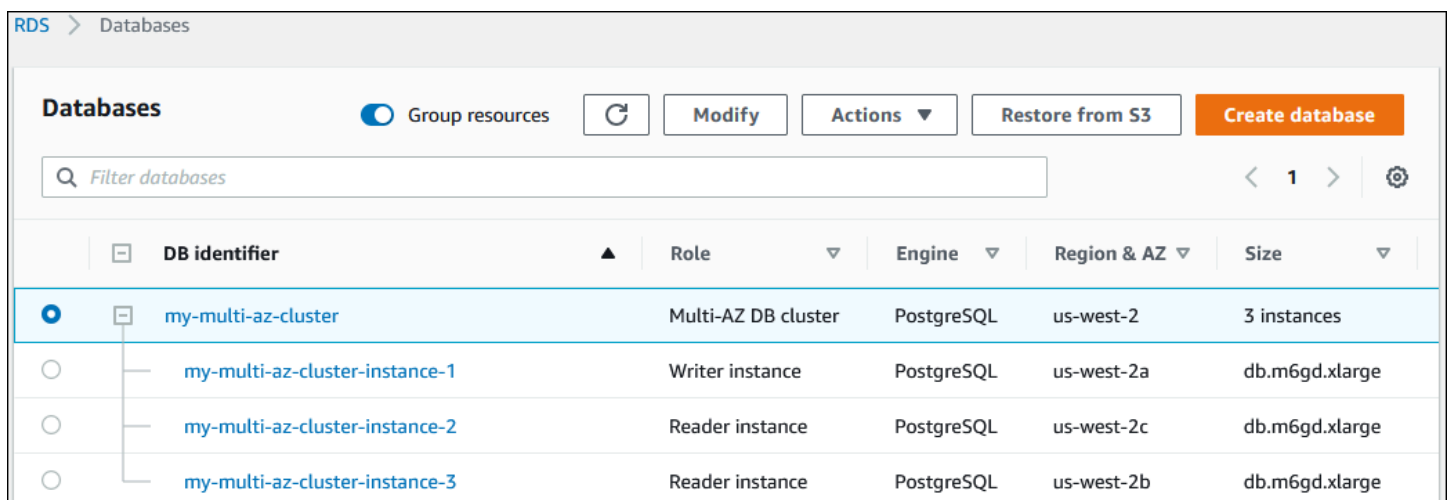 RDS > Databases
Databases Group resources Modify Actions Restore from S3 Create database
Filter databases 1
DB identifier Role Engine Region & AZ Size
my-multi-az-cluster Multi-AZ DB cluster PostgreSQL us-west-2 3 instances
my-multi-az-cluster-instance-1 Writer instance PostgreSQL us-west-2a db.m6gd.xlarge
my-multi-az-cluster-instance-2 Reader instance PostgreSQL us-west-2c db.m6gd.xlarge
my-multi-az-cluster-instance-3 Reader instance PostgreSQL us-west-2b db.m6gd.xlarge